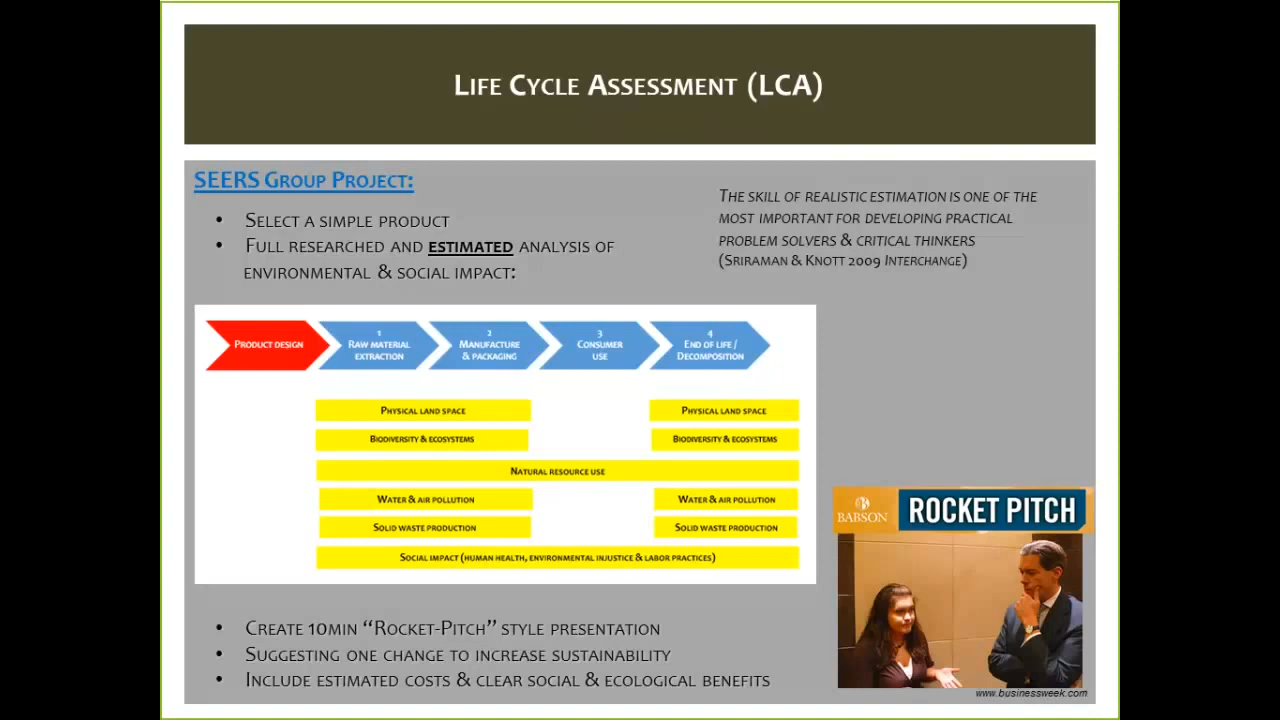 LIFE CYCLE ASSESSMENT (LCA)
SEERS GROUP PROJECT:
• SELECT A SIMPLE PRODUCT
• FULL RESEARCHED AND ESTIMATED ANALYSIS OF
ENVIRONMENTAL & SOCIAL IMPACT:
THE SKILL OF REALISTIC ESTIMATION IS ONE OF THE
MOST IMPORTANT FOR DEVELOPING PRACTICAL
PROBLEM SOLVERS & CRITICAL THINKERS
(SRIRAMAN & KNOTT 2009 INTERCHANGE)
PRODUCT DESIGN
1
RAW MATERIAL
EXTRACTION
2
MANUFACTURE
& PACKAGING
3
CONSUMER
USE
4
END OF LIFE /
DECOMPOSITION
PHYSICAL LAND SPACE
PHYSICAL LAND SPACE
BIODIVERSITY & ECOSYSTEMS
BIODIVERSITY & ECOSYSTEMS
NATURAL RESOURCE USE
WATER & AIR POLLUTION
WATER & AIR POLLUTION
SOLID WASTE PRODUCTION
SOLID WASTE PRODUCTION
SOCIAL IMPACT (HUMAN HEALTH, ENVIRONMENTAL INJUSTICE & LABOR PRACTICES)
BABSON
ROCKET PITCH
• CREATE 10MIN “ROCKET-PITCH” STYLE PRESENTATION
• SUGGESTING ONE CHANGE TO INCREASE SUSTAINABILITY
• INCLUDE ESTIMATED COSTS & CLEAR SOCIAL & ECOLOGICAL BENEFITS
www.businessweek.com